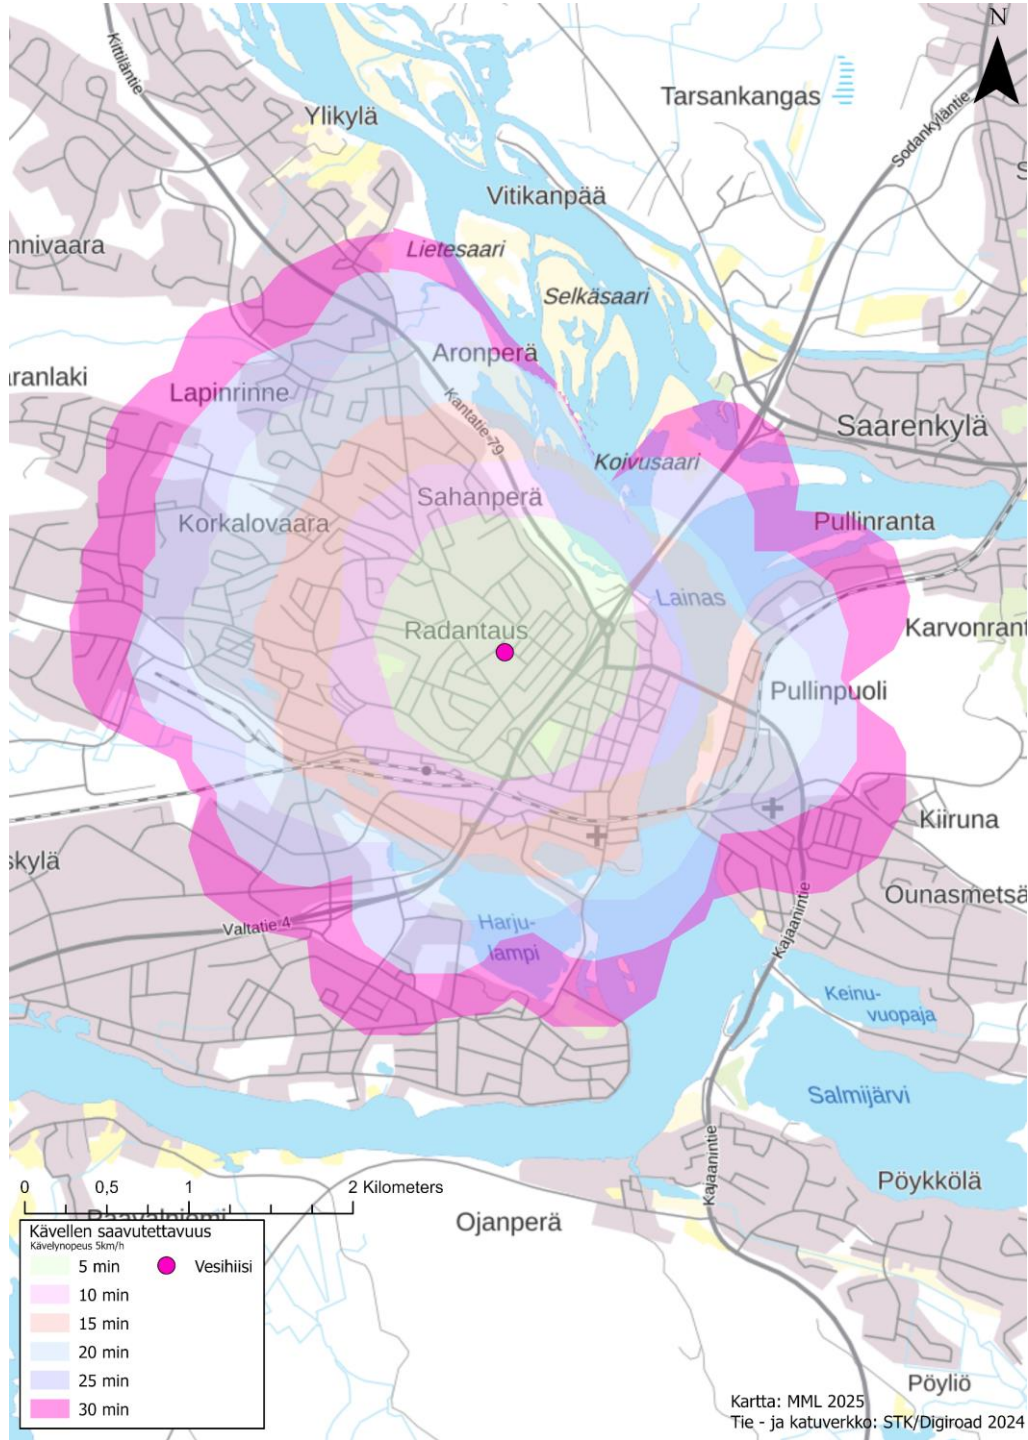 N
Kittiläntie
Ylikylä
Tarsankangas
Sodankyläntie
S
Vitikanpää
nnivaara
Lietesaari
Selkäsaari
Aronperä
aranlaki
Lapinrinne
Kantatie 79
Saarenkylä
Koivusaari
Sahanperä
Korkalovaara
Pullinranta
Lainas
Radantaus
Karvonrant
Pullinpuoli
Kiiruna
skylä
Ounasmetsä
Valtatie 4
Harju-
lampi
Kajaanintie
Keinu-
vuopaja
Salmijärvi
Kajaanintie
Pöykkölä
0 0,5 1 2 Kilometers
Ojanperä
Kävellen saavutettavuus
Kävelynopeus 5km/h
5 min Vesihiisi
10 min
15 min
20 min
25 min
30 min
Pöyliö
Kartta: MML 2025
Tie - ja katuverkko: STK/Digiroad 2024